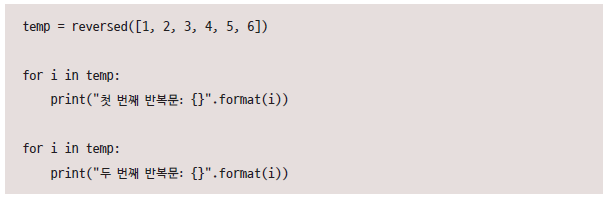 temp = reversed([1, 2, 3, 4, 5, 6])
for i in temp:
    print("첫 번째 반복문: {}".format(i))
for i in temp:
    print("두 번째 반복문: {}".format(i))